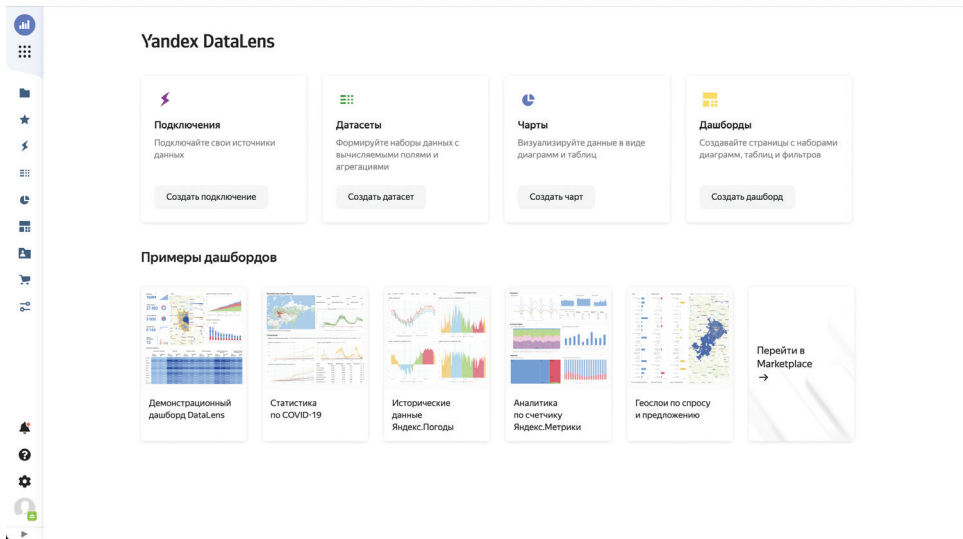 Yandex DataLens
Подключения
Подключайте свои источники
данных
Создать подключение
Датасеты
Формируйте наборы данных с
вычисляемыми полями и
агрегациями
Создать датасет
Чарты
Визуализируйте данные в виде
диаграмм и таблиц
Создать чарт
Дашборды
Создавайте страницы с наборами
диаграмм, таблиц и фильтров
Создать дашборд
Примеры дашбордов
Демонстрационный
дашборд DataLens
Статистика
по COVID-19
Исторические
данные
Яндекс.Погоды
Аналитика
по счетчику
Яндекс.Метрики
Геослои по спросу
и предложению
Перейти в
Marketplace
→